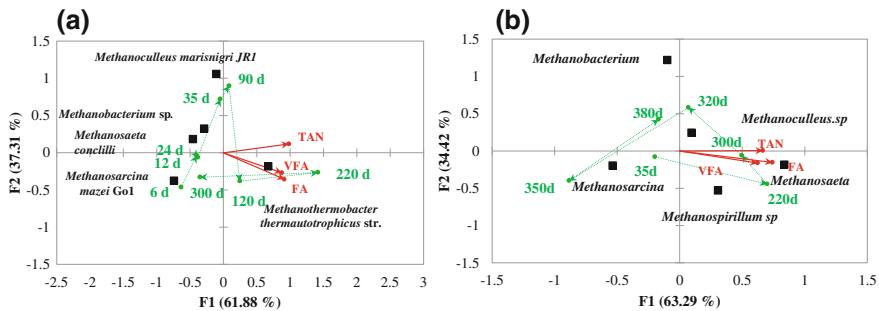 (a)
1.5
1
0.5
0
-0.5
-1
-1.5
F2 (37.31 %)
-2.5 -2 -1.5 -1 -0.5 0 0.5 1 1.5 2 2.5 3
F1 (61.88 %)
Methanoculleus marisnigri JR1
90 d
35 d
Methanobacterium sp.
Methanosaeta
conclilli
24 d
12 d
TAN
VFA
FA
220 d
Methanosarcina
mazei Go1
6 d
300 d
120 d
Methanothermobacter
thermautotrophicus str.
(b)
1.5
1
0.5
0
-0.5
-1
-1.5
F2 (34.42 %)
-1.5 -1 -0.5 0 0.5 1 1.5
F1 (63.29 %)
Methanobacterium
380d
320d
Methanoculleus.sp
300d
TAN
35d
VFA
FA
350d
Methanosarcina
Methanosaeta
220d
Methanospirillum sp